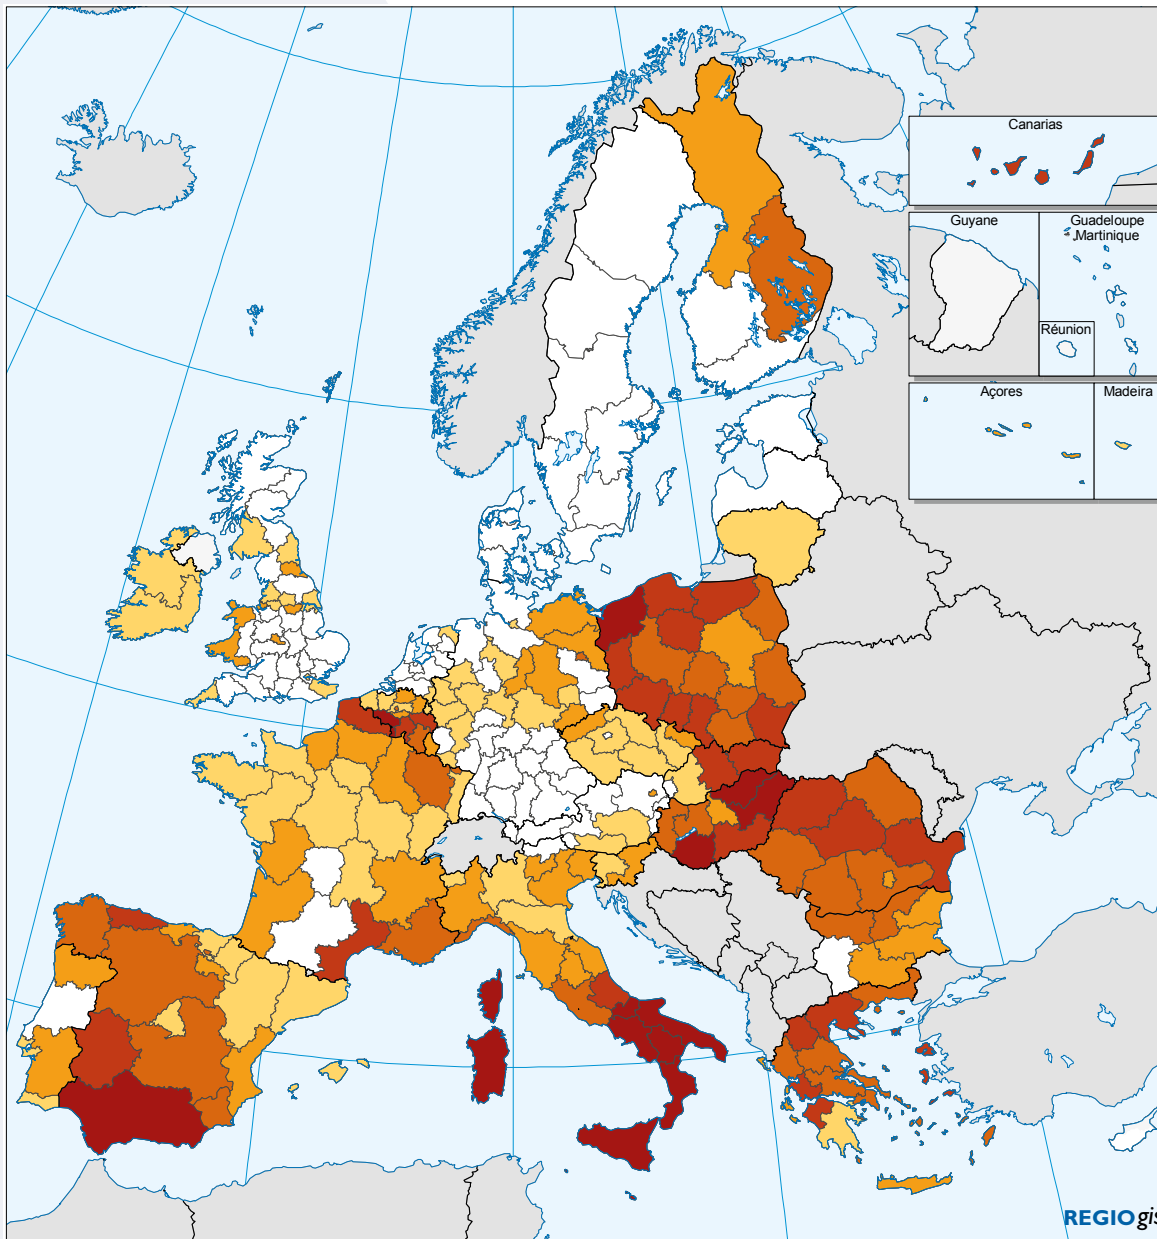 Canarias
Guyane
Guadeloupe
Martinique
Réunion
Açores
Madeira
REGIOgis